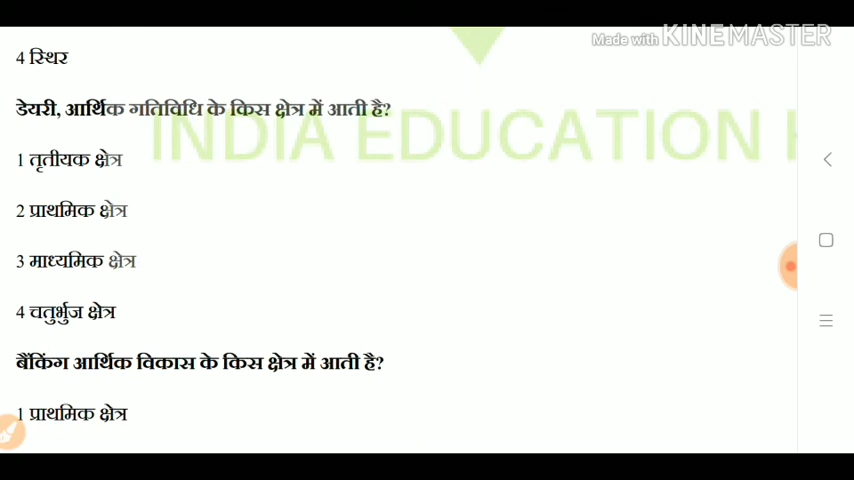 Made with KINEMASTER
4 स्थिर
डेयरी, आर्थिक गतिविधि के किस क्षेत्र में आती है?
INDIA EDUCATION
1 तृतीयक क्षेत्र
2 प्राथमिक क्षेत्र
3 माध्यमिक क्षेत्र
4 चतुर्भुज क्षेत्र
बैंकिंग आर्थिक विकास के किस क्षेत्र में आती है?
1 प्राथमिक क्षेत्र